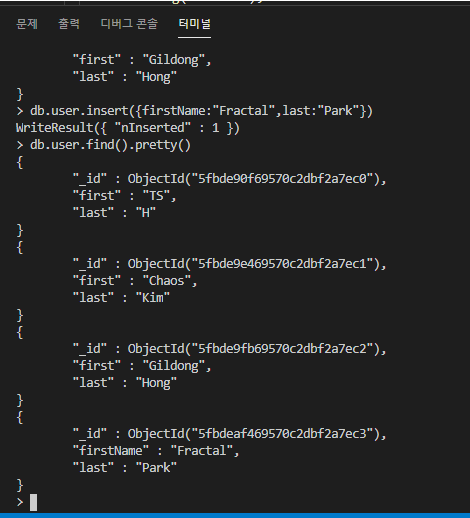 문제 출력 디버그 콘솔 터미널
"first" : "Gildong",
"last" : "Hong"
}
> db.user.insert({firstName:"Fractal",last:"Park"})
WriteResult({ "nInserted" : 1 })
> db.user.find().pretty()
{
"_id" : ObjectId("5fbde90f69570c2dbf2a7ec0"),
"first" : "TS",
"last" : "H"
}
{
"_id" : ObjectId("5fbde9e469570c2dbf2a7ec1"),
"first" : "Chaos",
"last" : "Kim"
}
{
"_id" : ObjectId("5fbde9fb69570c2dbf2a7ec2"),
"first" : "Gildong",
"last" : "Hong"
}
{
"_id" : ObjectId("5fbdeaf469570c2dbf2a7ec3"),
"firstName" : "Fractal",
"last" : "Park"
}
>